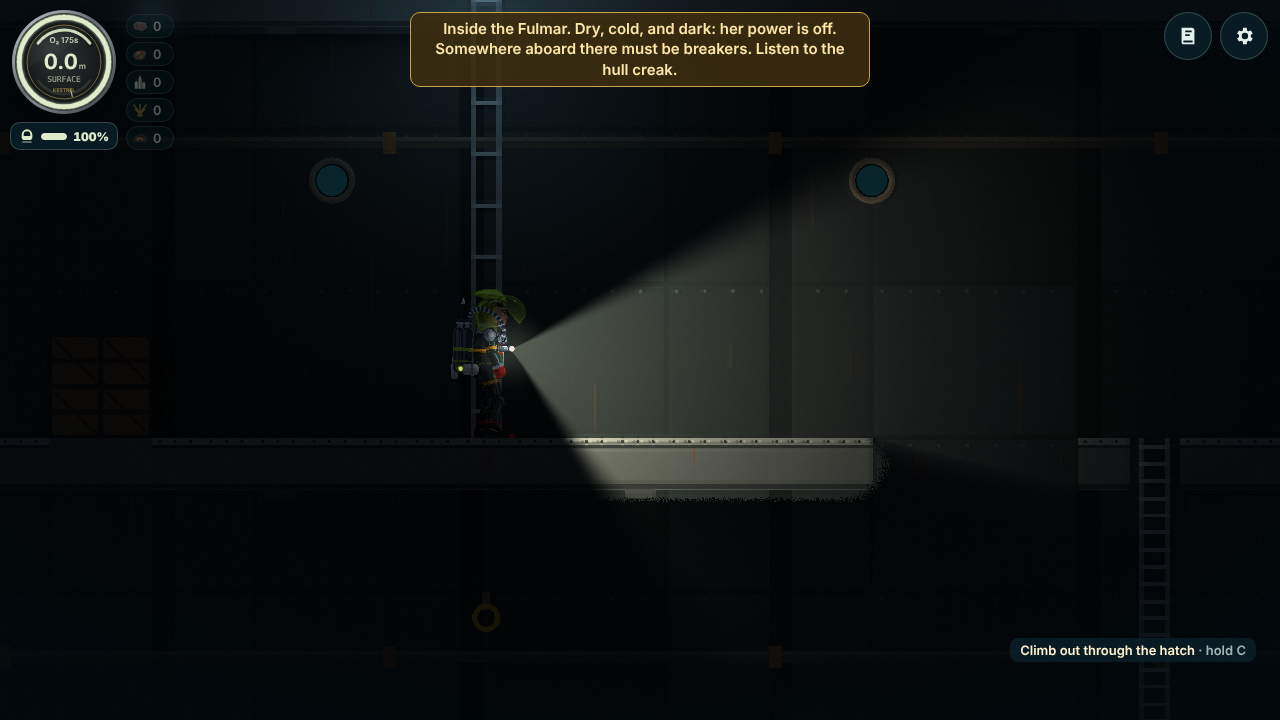 Inside the Fulmar. Dry, cold, and dark: her power is off.
Somewhere aboard there must be breakers. Listen to the
hull creak.
O₂ 175s
0.0 m
SURFACE
KESTREL
100%
0
0
0
0
0
Climb out through the hatch · hold C